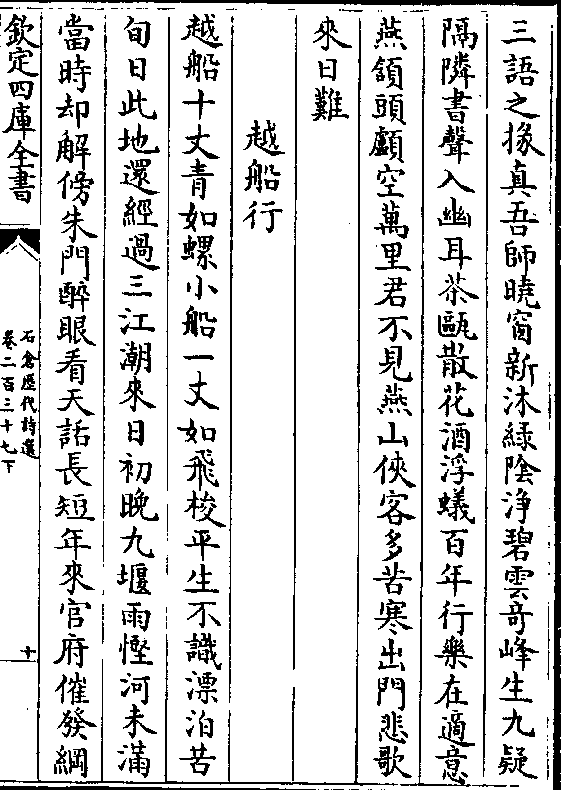 三語之掾真吾師曉窗新沐緑陰浄碧雲奇峰生九疑
隔隣書聲入幽耳茶甌散花酒浮蟻百年行樂在適意
燕頷頭顱空萬里君不見燕山俠客多苦寒出門悲歌
來日難
越船行
越船十丈青如螺小船一丈如飛梭平生不識漂泊苦
旬日此地還經過三江潮來日初晚九堰雨慳河未滿
當時却解傍朱門醉眼看天話長短年來官府催發綱
欽定四庫全書
石倉歴代詩選
卷二百三十七下
十